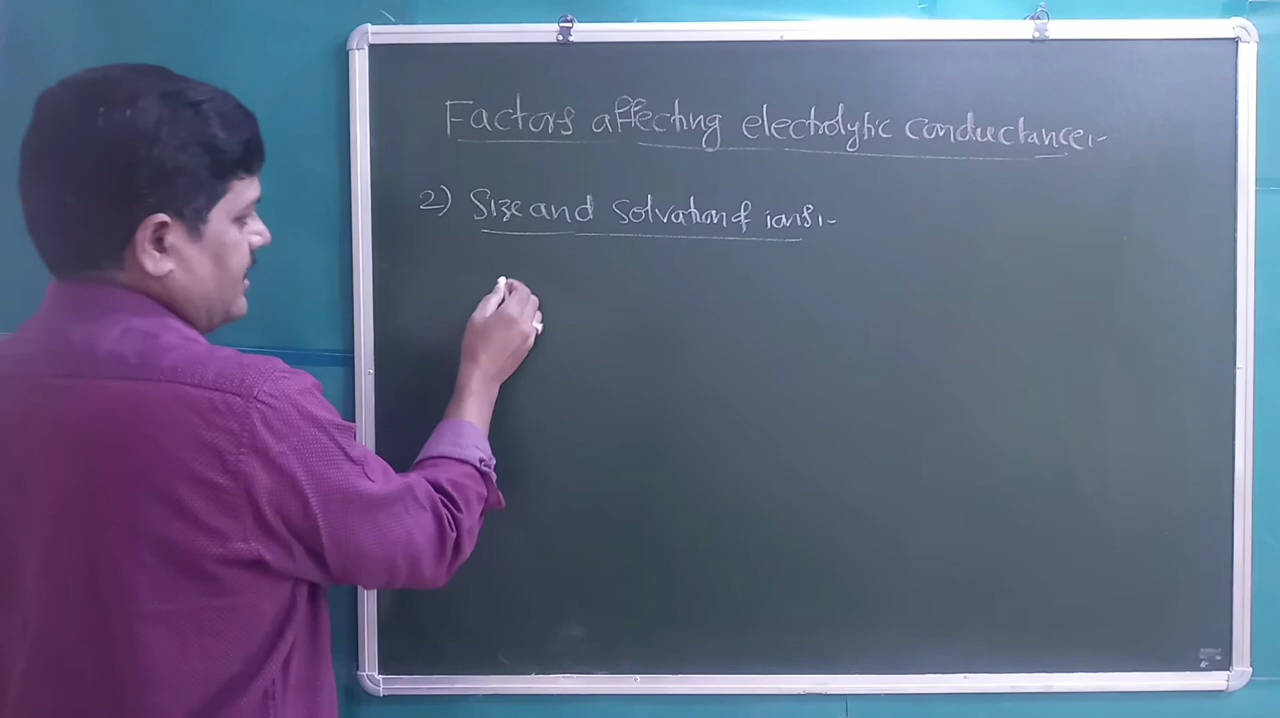 Factors affecting electrolytic conductance:-
2) Size and solvation of ions:-